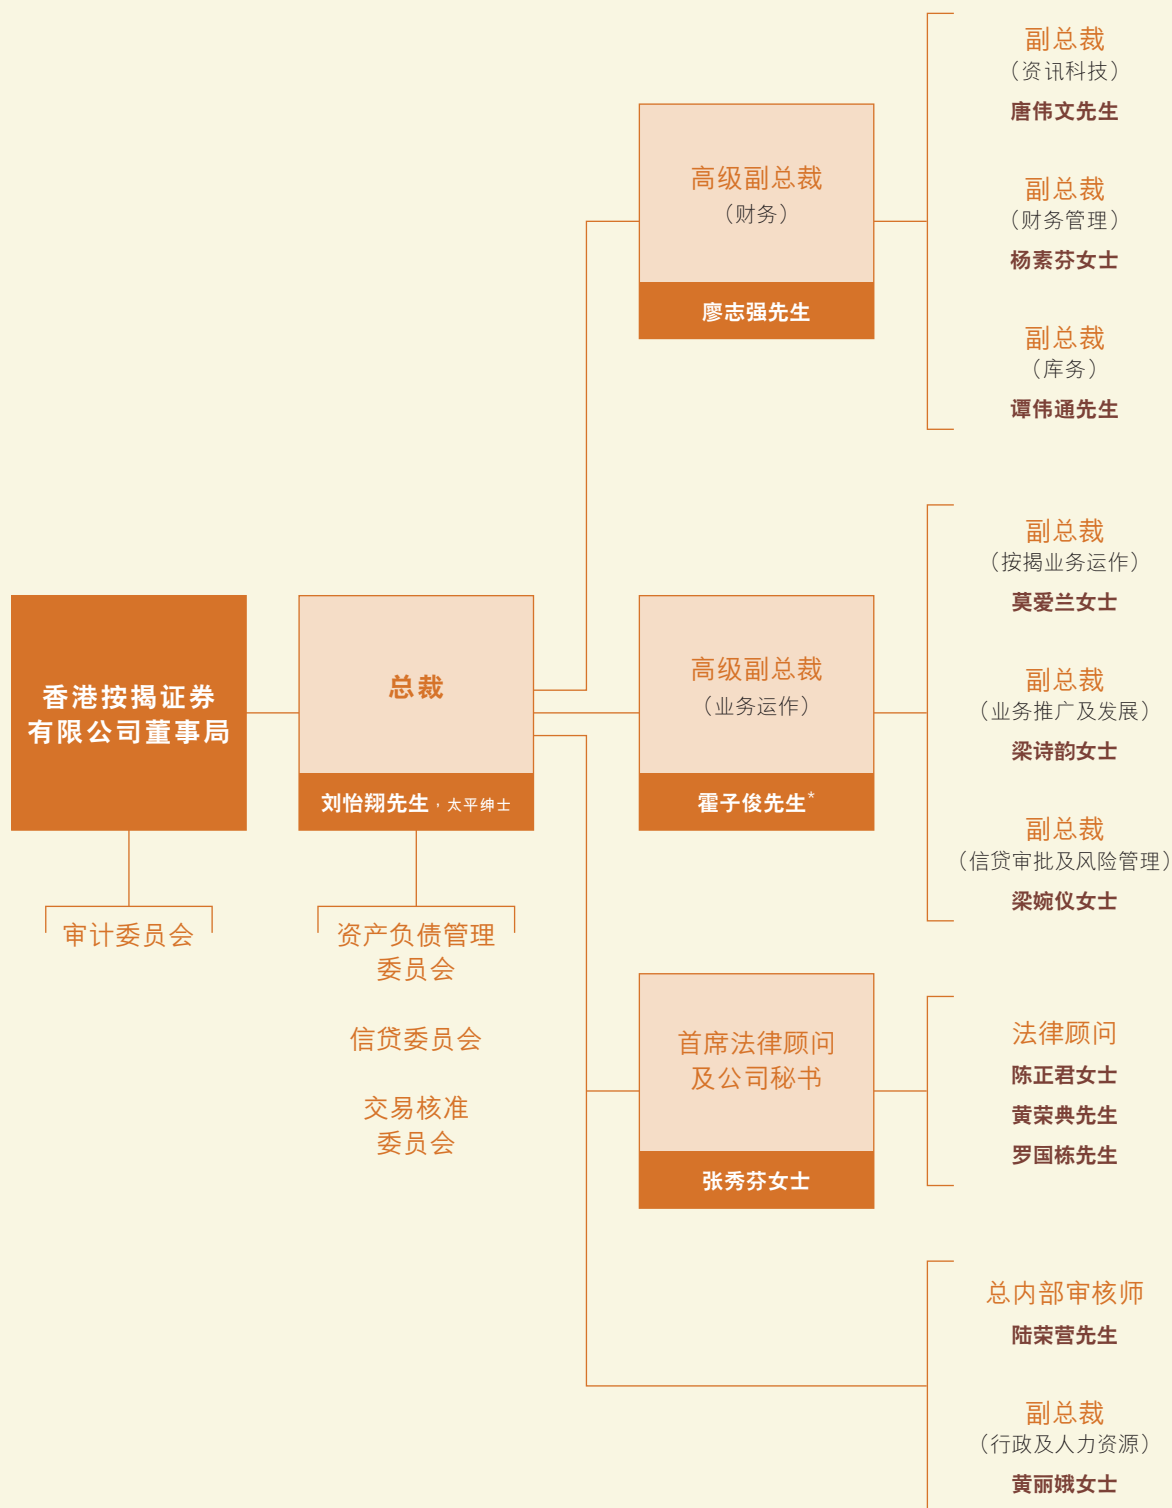 香港按揭证券
有限公司董事局
审计委员会
总裁
刘怡翔先生，太平绅士
资产负债管理
委员会
信贷委员会
交易核准
委员会
高级副总裁
（财务）
廖志强先生
副总裁
（资讯科技）
唐伟文先生
副总裁
（财务管理）
杨素芬女士
副总裁
（库务）
谭伟通先生
高级副总裁
（业务运作）
霍子俊先生*
副总裁
（按揭业务运作）
莫爱兰女士
副总裁
（业务推广及发展）
梁诗韵女士
副总裁
（信贷审批及风险管理）
梁婉仪女士
首席法律顾问
及公司秘书
张秀芬女士
法律顾问
陈正君女士
黄荣典先生
罗国栋先生
总内部审核师
陆荣营先生
副总裁
（行政及人力资源）
黄丽娥女士